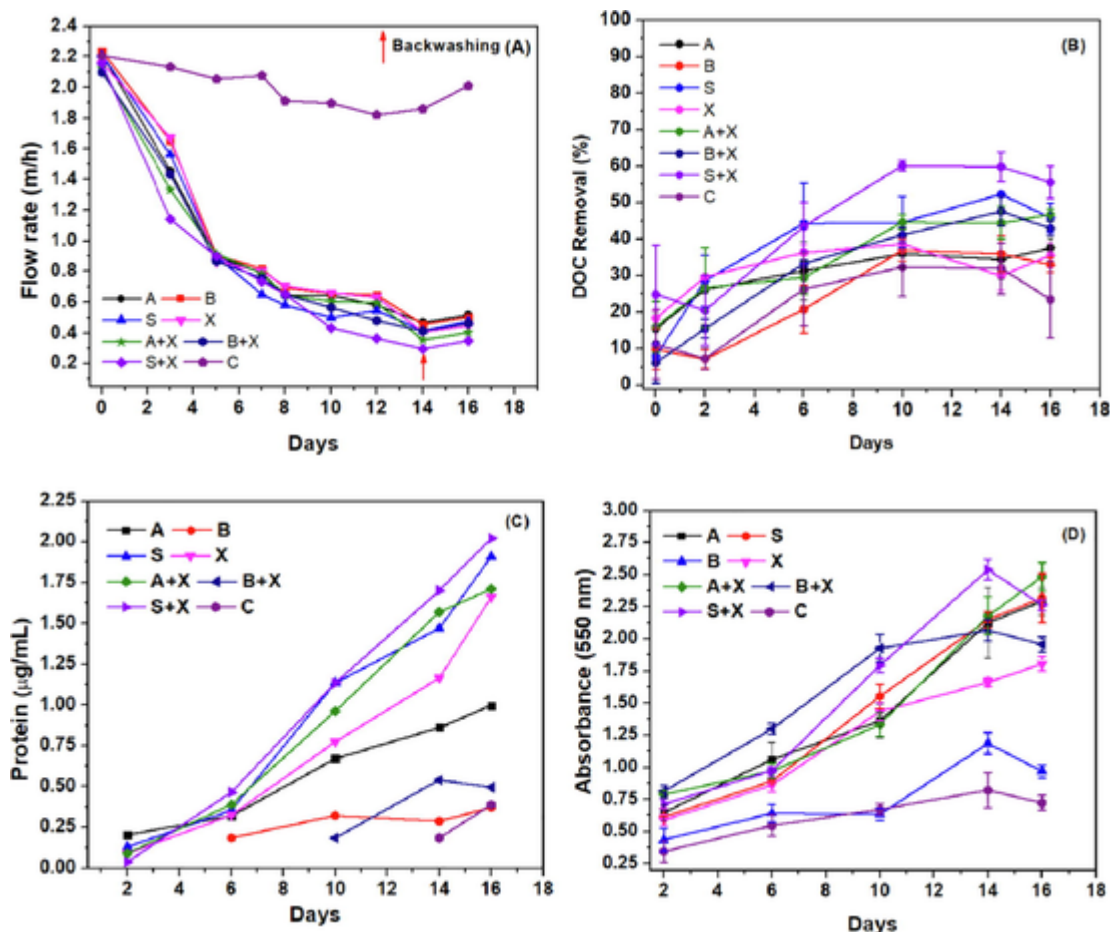 2.4
2.2
2.0
1.8
1.6
1.4
1.2
1.0
0.8
0.6
0.4
0.2
Flow rate (m/h)
Backwashing (A)
A B
S X
A+X B+X
S+X C
0 2 4 6 8 10 12 14 16 18
Days
100
90
80
70
60
50
40
30
20
10
0
DOC Removal (%)
(B)
A
B
S
X
A+X
B+X
S+X
C
0 2 4 6 8 10 12 14 16 18
Days
2.25
2.00
1.75
1.50
1.25
1.00
0.75
0.50
0.25
0.00
Protein (μg/mL)
(C)
A B
S X
A+X B+X
S+X C
2 4 6 8 10 12 14 16 18
Days
3.00
2.75
2.50
2.25
2.00
1.75
1.50
1.25
1.00
0.75
0.50
0.25
Absorbance (550 nm)
(D)
A S
B X
A+X B+X
S+X C
2 4 6 8 10 12 14 16 18
Days